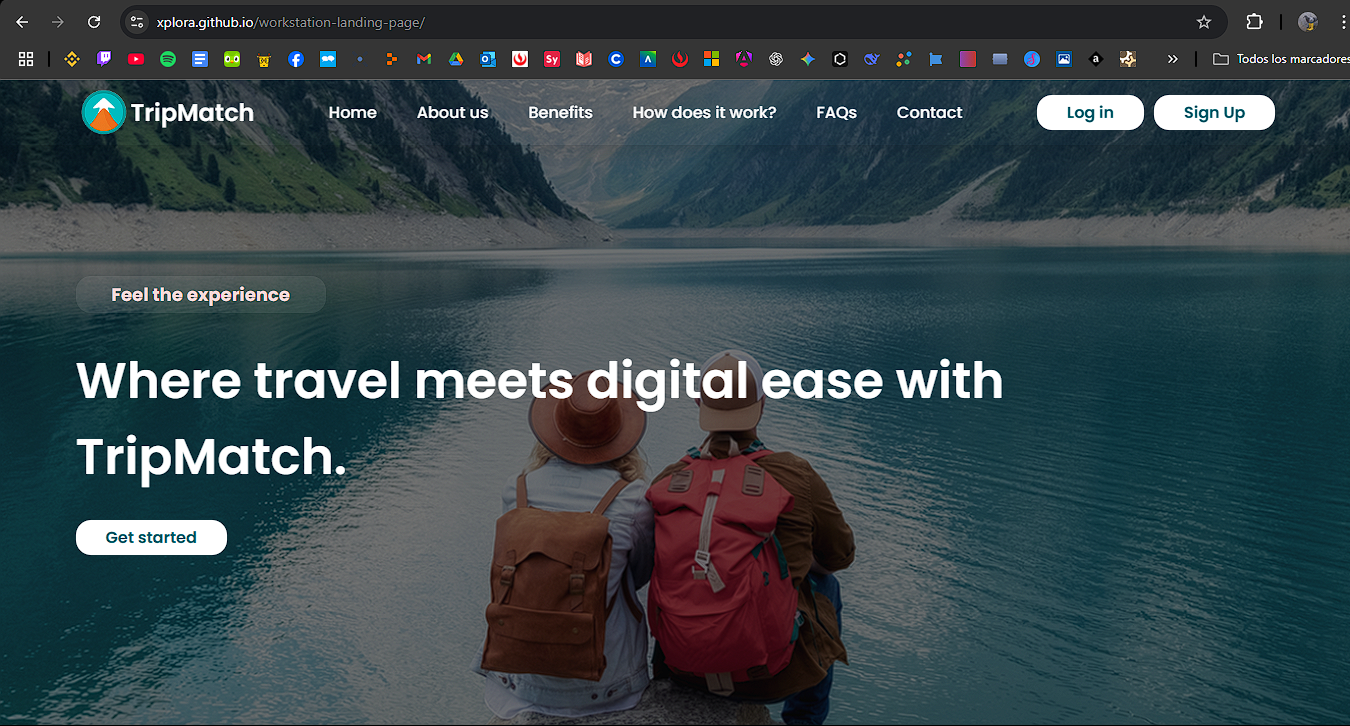 xplora.github.io/workstation-landing-page/
Todos los marcadores
TripMatch
Home
About us
Benefits
How does it work?
FAQs
Contact
Log in
Sign Up
Feel the experience
Where travel meets digital ease with
TripMatch.
Get started